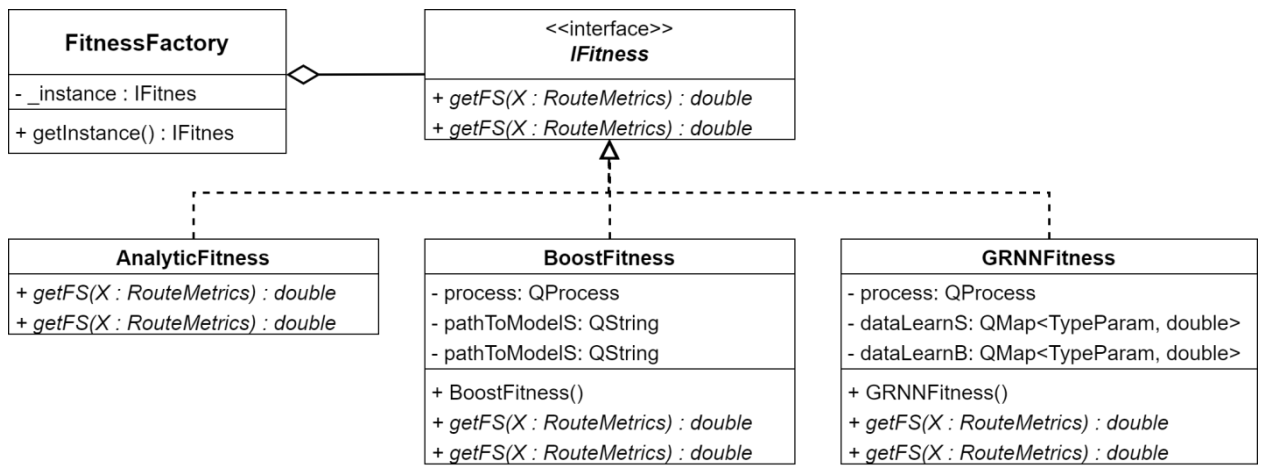 FitnessFactory
- _instance : IFitnes
+ getInstance() : IFitnes
<<interface>>
IFitness
+ getFS(X : RouteMetrics) : double
+ getFS(X : RouteMetrics) : double
AnalyticFitness
+ getFS(X : RouteMetrics) : double
+ getFS(X : RouteMetrics) : double
BoostFitness
- process: QProcess
- pathToModelS: QString
- pathToModelS: QString
+ BoostFitness()
+ getFS(X : RouteMetrics) : double
+ getFS(X : RouteMetrics) : double
GRNNFitness
- process: QProcess
- dataLearnS: QMap<TypeParam, double>
- dataLearnB: QMap<TypeParam, double>
+ GRNNFitness()
+ getFS(X : RouteMetrics) : double
+ getFS(X : RouteMetrics) : double